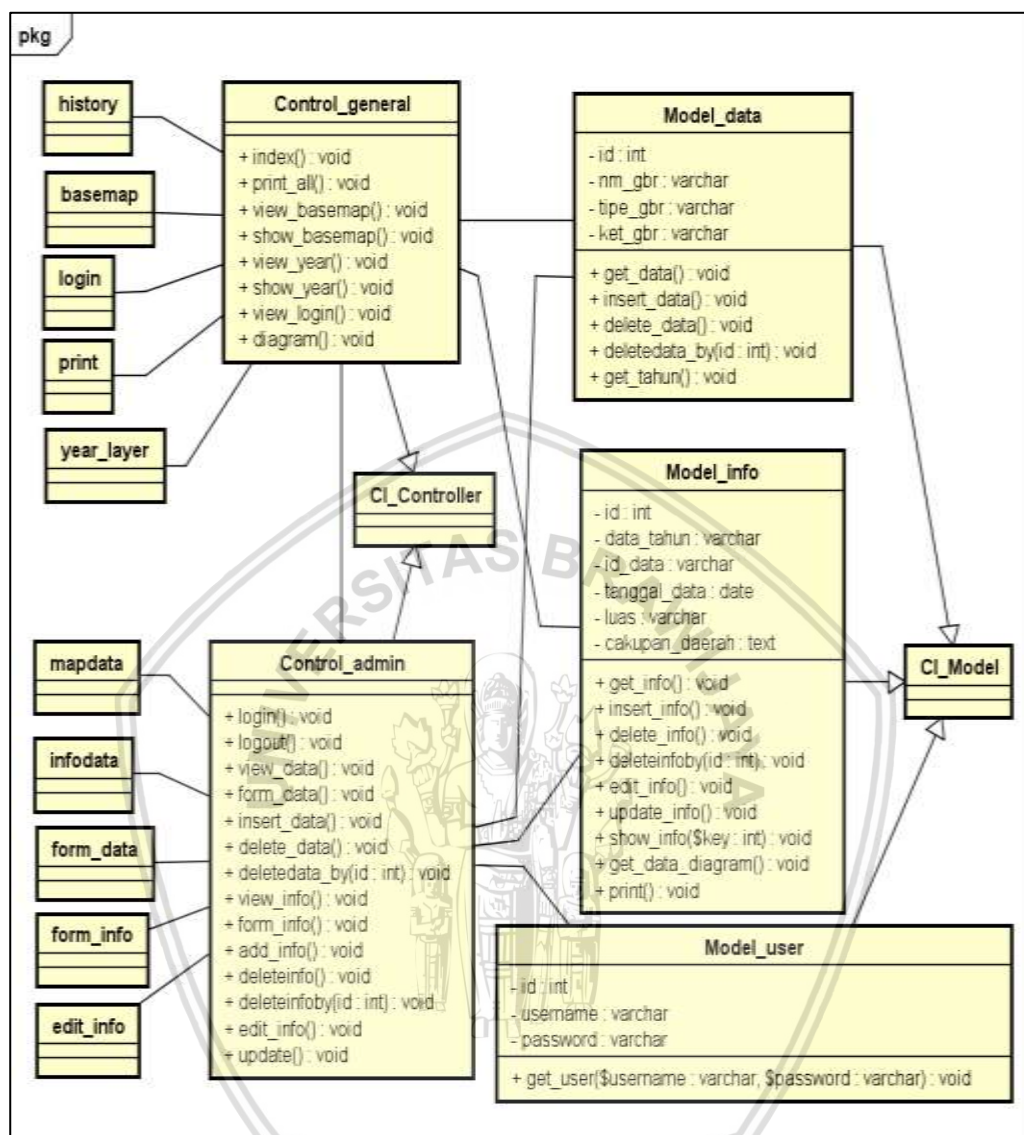 pkg
history
basemap
login
print
year_layer
Control_general
+ index() : void
+ print_all() : void
+ view_basemap() : void
+ show_basemap() : void
+ view_year() : void
+ show_year() : void
+ view_login() : void
+ diagram() : void
Model_data
- id : int
- nm_gbr : varchar
- tipe_gbr : varchar
- ket_gbr : varchar
+ get_data() : void
+ insert_data() : void
+ delete_data() : void
+ deletedata_by(id : int) : void
+ get_tahun() : void
CI_Controller
Model_info
- id : int
- data_tahun : varchar
- id_data : varchar
- tanggal_data : date
- luas : varchar
- cakupan_daerah : text
+ get_info() : void
+ insert_info() : void
+ delete_info() : void
+ deleteinfoby(id : int) : void
+ edit_info() : void
+ update_info() : void
+ show_info($key : int) : void
+ get_data_diagram() : void
+ print() : void
CI_Model
mapdata
infodata
form_data
form_info
edit_info
Control_admin
+ login() : void
+ logout() : void
+ view_data() : void
+ form_data() : void
+ insert_data() : void
+ delete_data() : void
+ deletedata_by(id : int) : void
+ view_info() : void
+ form_info() : void
+ add_info() : void
+ deleteinfo() : void
+ deleteinfoby(id : int) : void
+ edit_info() : void
+ update() : void
Model_user
- id : int
- username : varchar
- password : varchar
+ get_user($username : varchar, $password : varchar) : void
UNIVERSITAS BRAWIJAYA